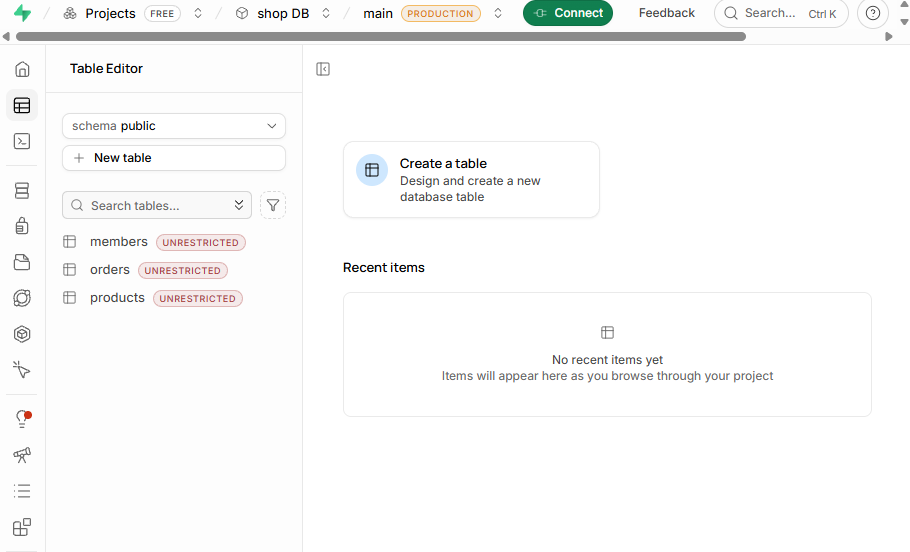 Projects FREE shop DB main PRODUCTION Connect Feedback Search... Ctrl K ?
Table Editor
schema public
New table
Search tables...
members UNRESTRICTED
orders UNRESTRICTED
products UNRESTRICTED
Create a table
Design and create a new
database table
Recent items
No recent items yet
Items will appear here as you browse through your project